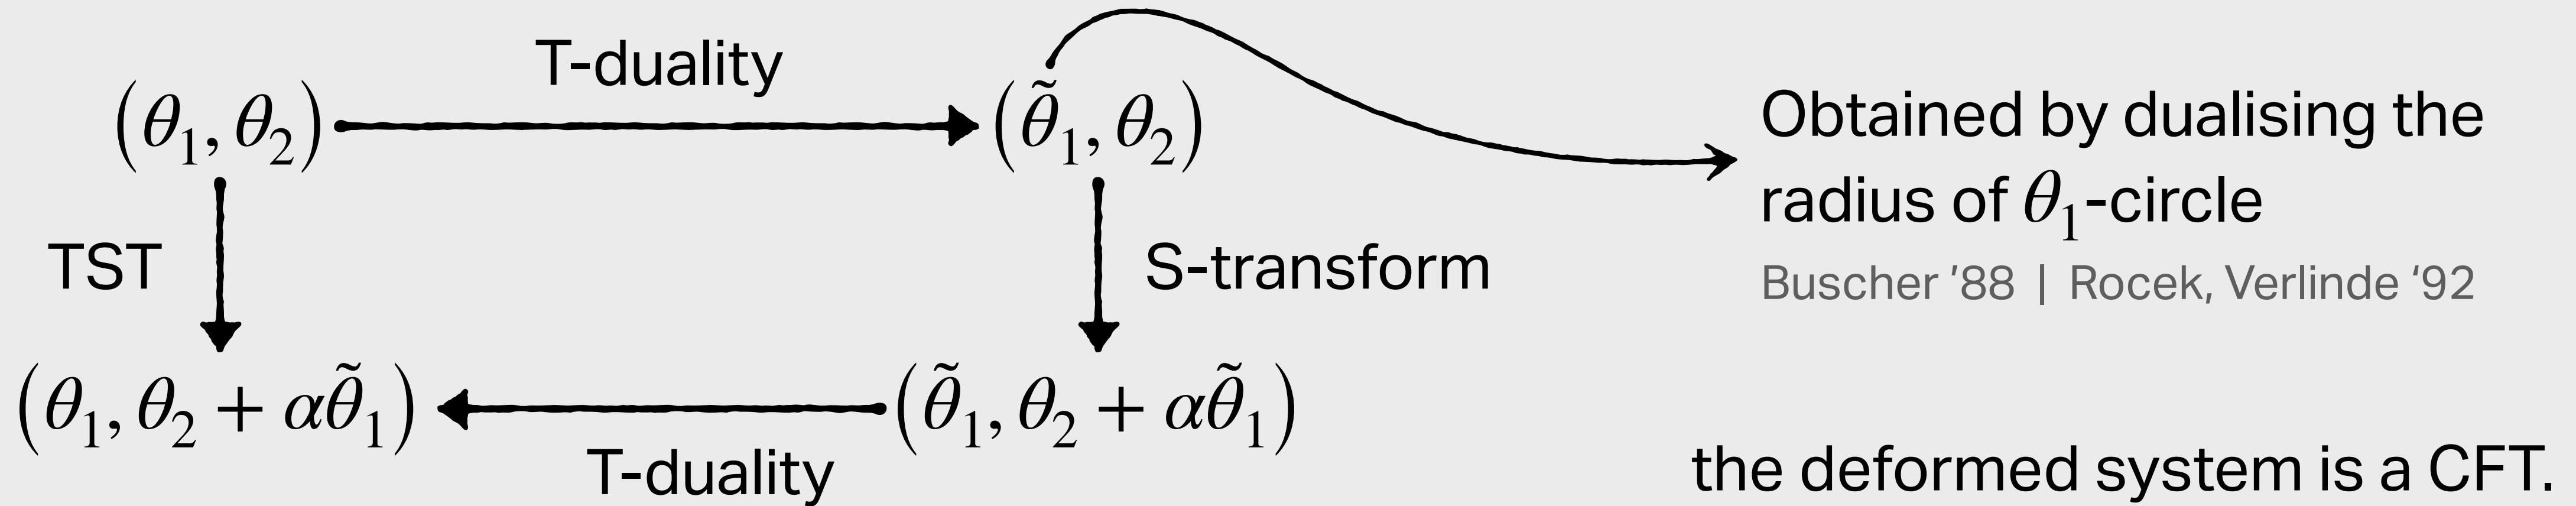 T-duality
(θ₁, θ₂)
(θ̃₁, θ₂)
Obtained by dualising the
radius of θ₁-circle
Buscher ’88 | Rocek, Verlinde ‘92
TST
S-transform
(θ₁, θ₂ + αθ̃₁)
(θ̃₁, θ₂ + αθ̃₁)
T-duality
the deformed system is a CFT.